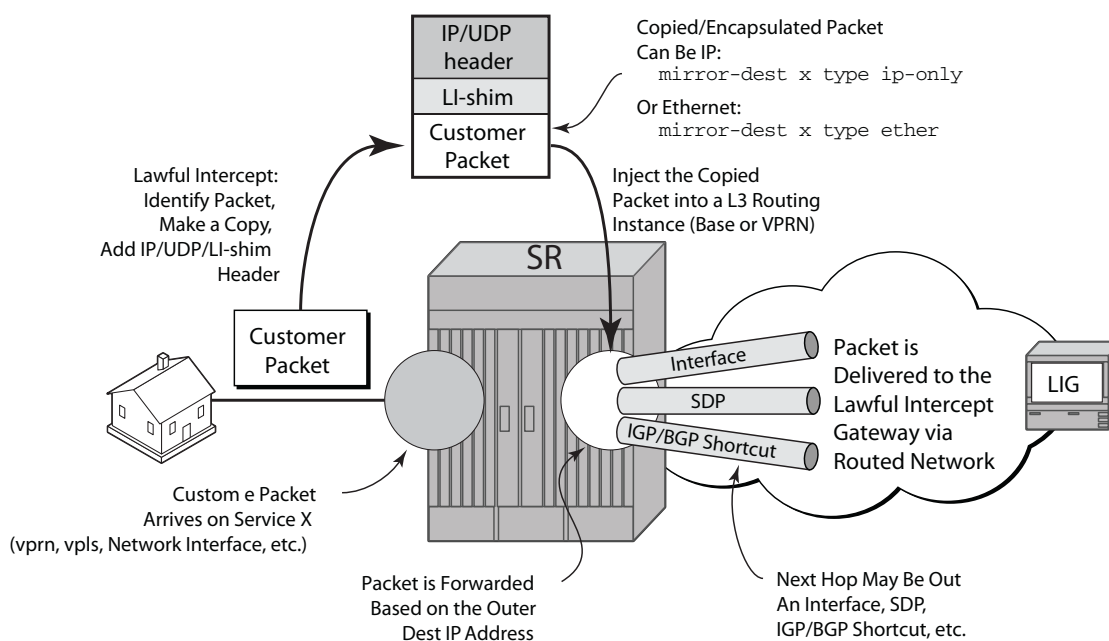 IP/UDP
header
LI-shim
Customer
Packet
Copied/Encapsulated Packet
Can Be IP:
mirror-dest x type ip-only
Or Ethernet:
mirror-dest x type ether
Lawful Intercept:
Identify Packet,
Make a Copy,
Add IP/UDP/LI-shim
Header
Inject the Copied
Packet into a L3 Routing
Instance (Base or VPRN)
SR
Customer
Packet
Interface
SDP
IGP/BGP Shortcut
Packet is
Delivered to the
Lawful Intercept
Gateway via
Routed Network
LIG
Custom e Packet
Arrives on Service X
(vprn, vpls, Network Interface, etc.)
Packet is Forwarded
Based on the Outer
Dest IP Address
Next Hop May Be Out
An Interface, SDP,
IGP/BGP Shortcut, etc.